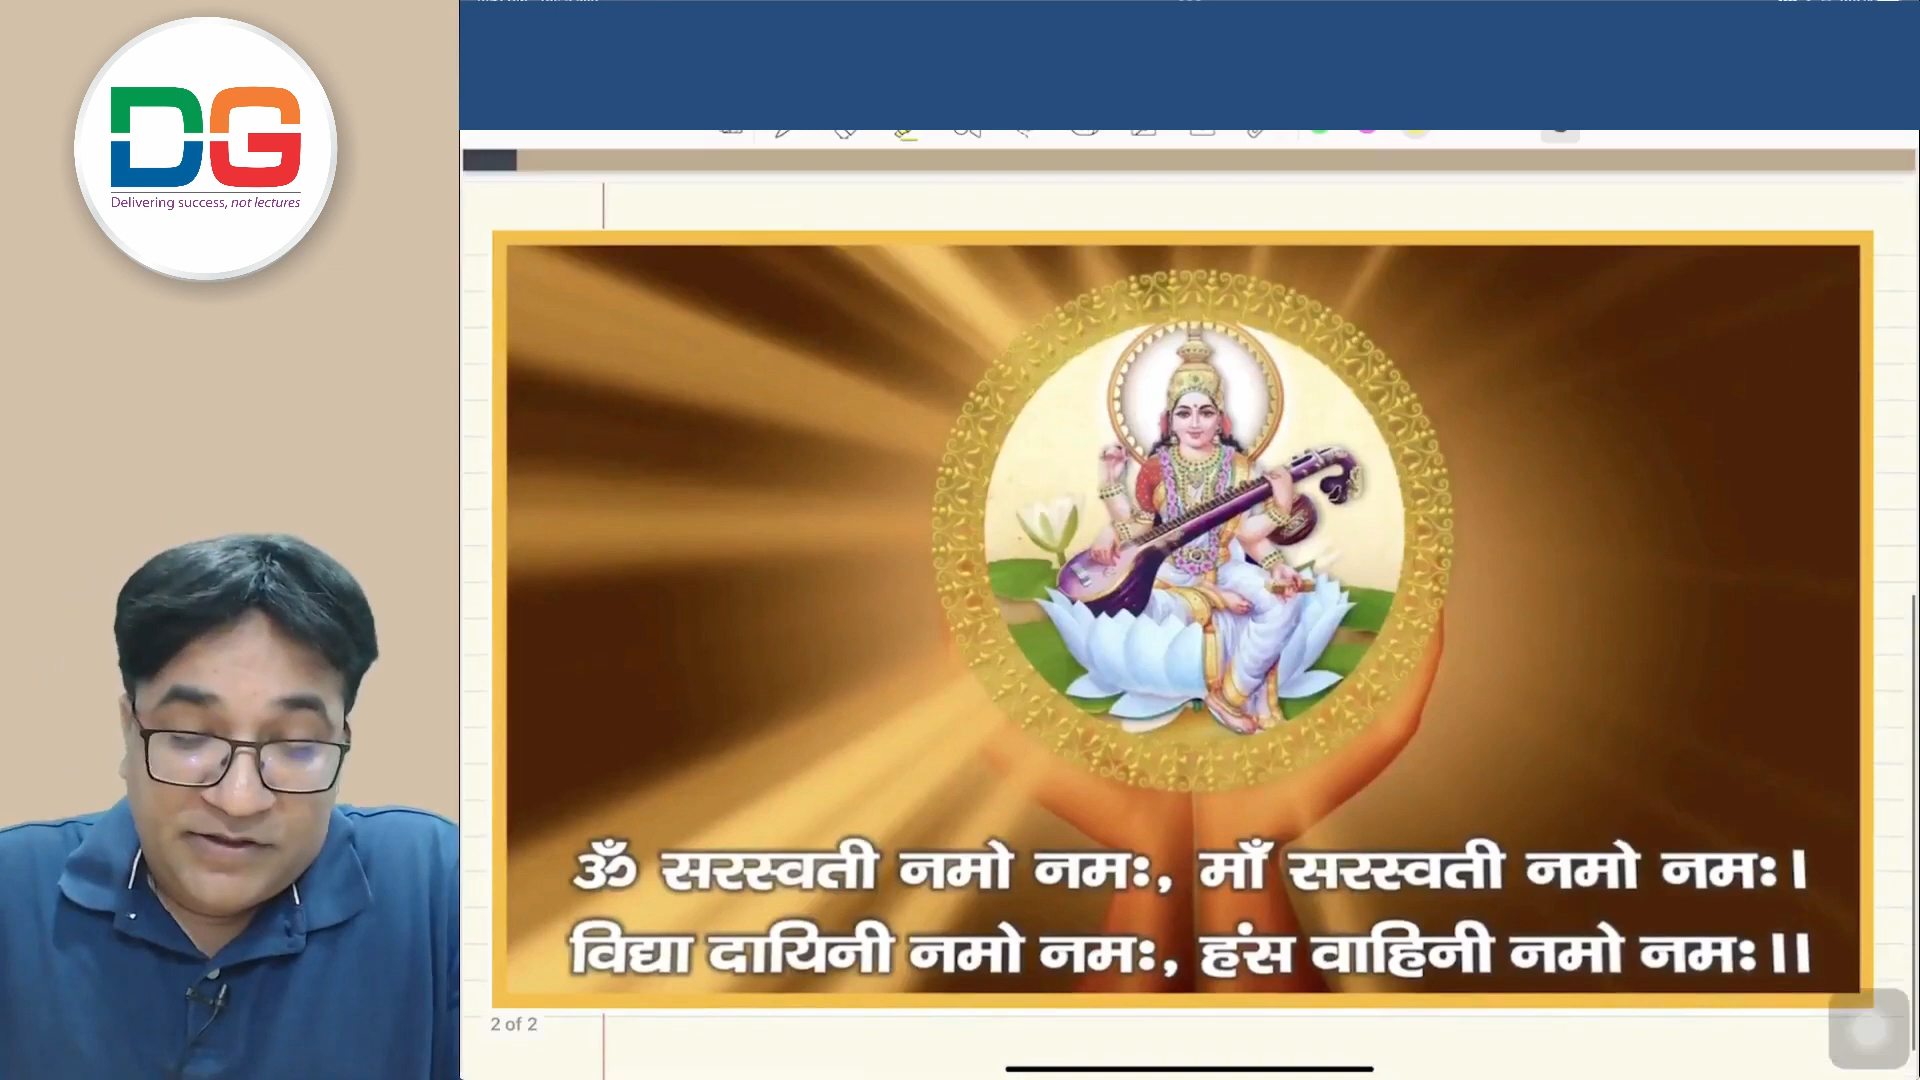 DG
Delivering success, not lectures
ॐ सरस्वती नमो नमः, माँ सरस्वती नमो नमः।
विद्या दायिनी नमो नमः, हंस वाहिनी नमो नमः।।
2 of 2